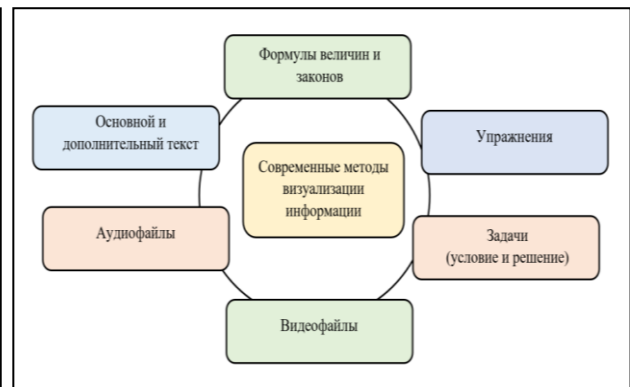 Формулы величин и
законов
Основной и
дополнительный текст
Упражнения
Современные методы
визуализации
информации
Аудиофайлы
Задачи
(условие и решение)
Видеофайлы